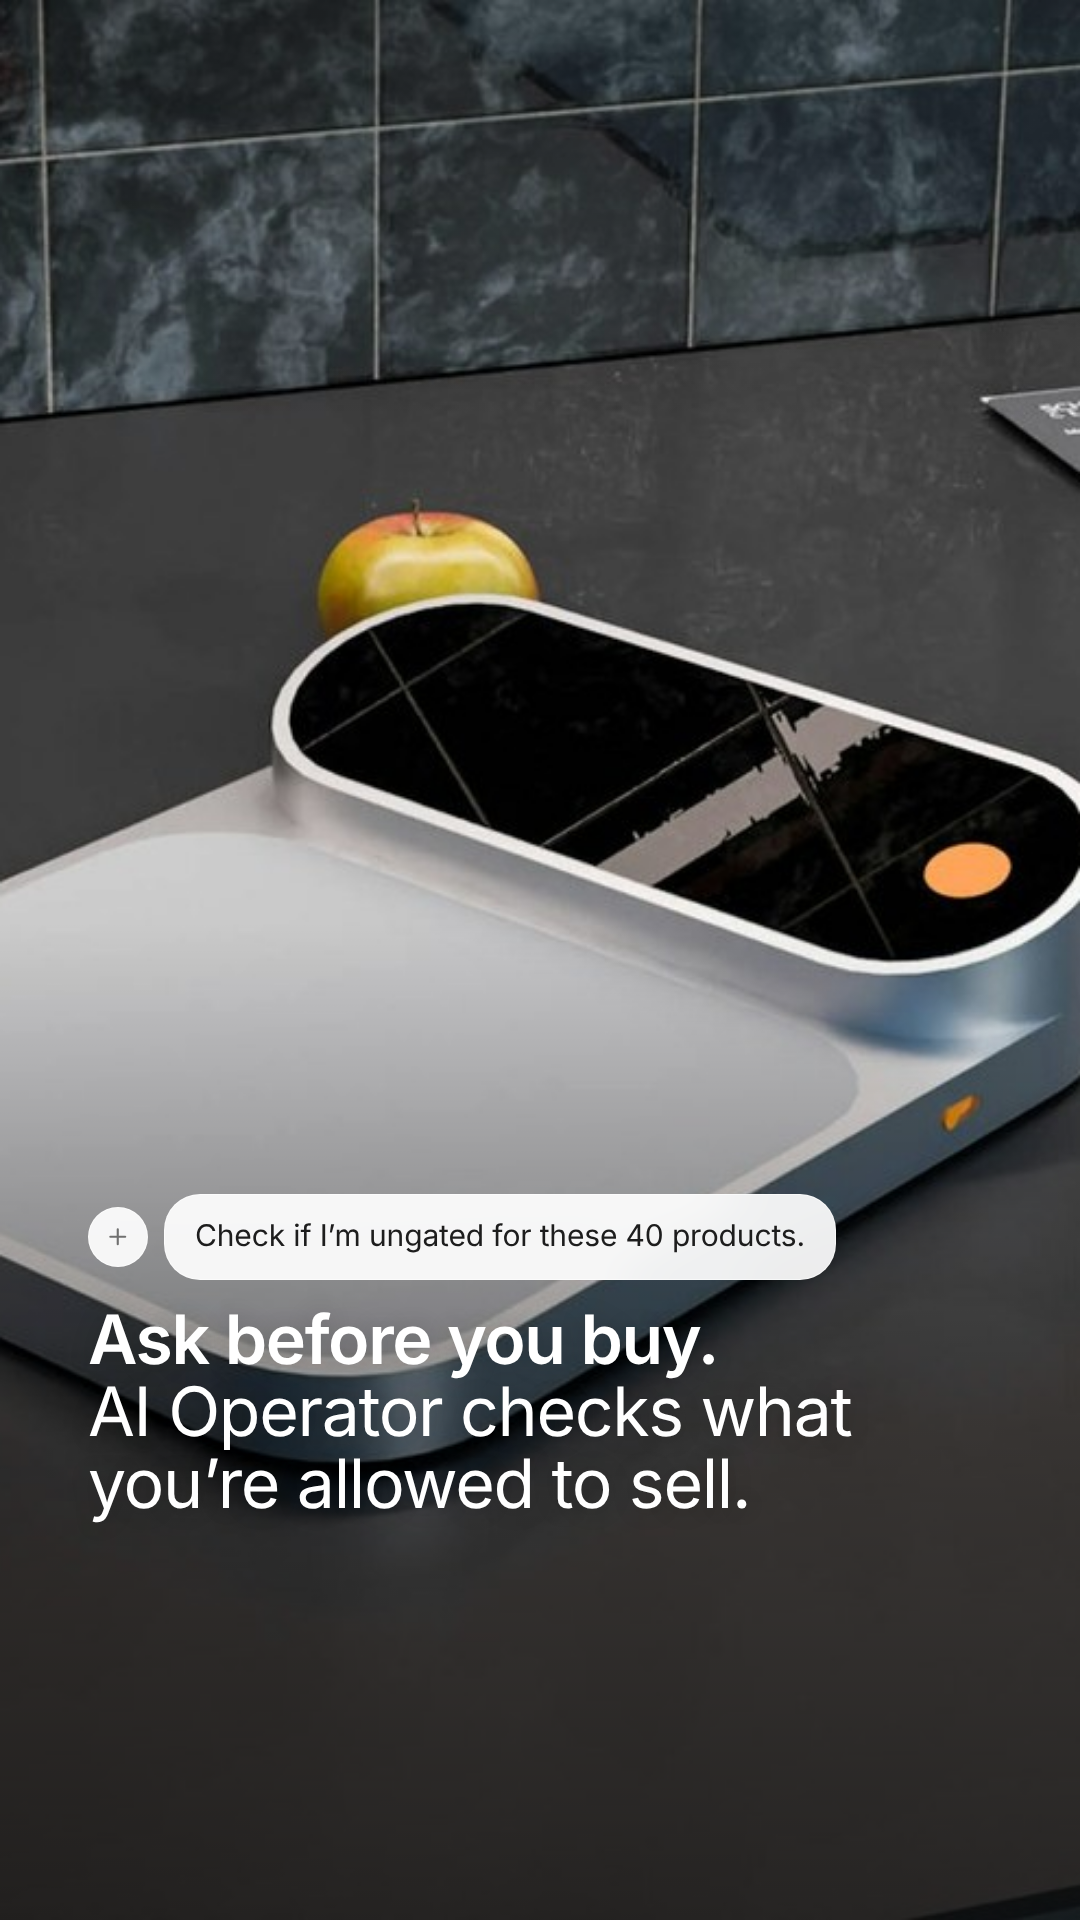 Check if I’m ungated for these 40 products.
Ask before you buy.
AI Operator checks what
you’re allowed to sell.